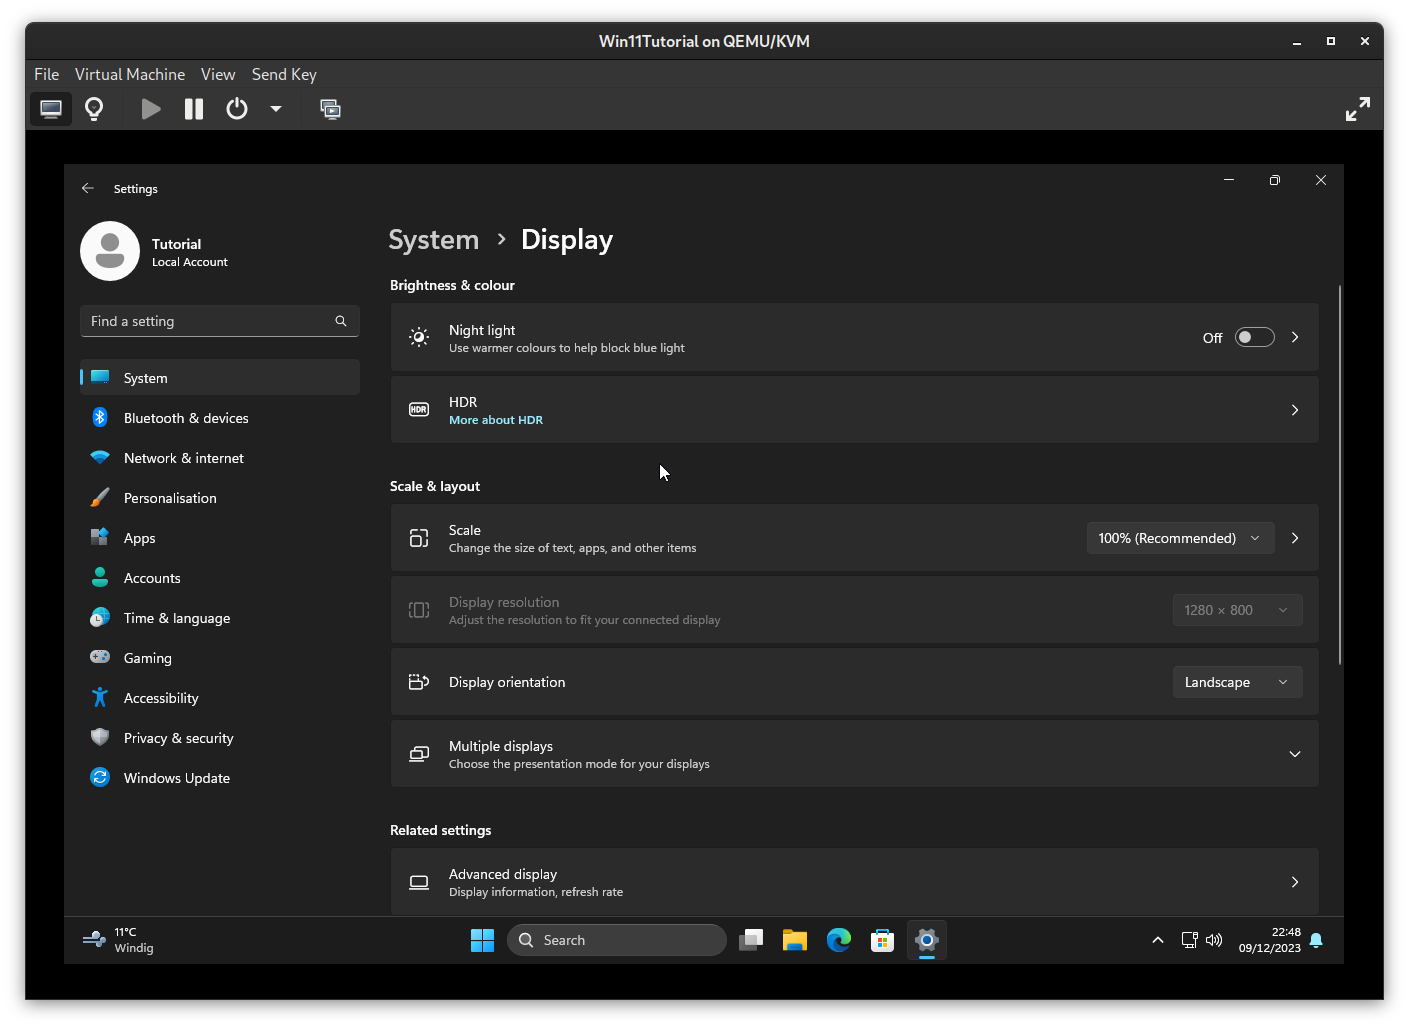 Win11Tutorial on QEMU/KVM
File Virtual Machine View Send Key
Settings
Tutorial
Local Account
Find a setting
System
Bluetooth & devices
Network & internet
Personalisation
Apps
Accounts
Time & language
Gaming
Accessibility
Privacy & security
Windows Update
System › Display
Brightness & colour
Night light
Use warmer colours to help block blue light
Off
HDR
HDR
More about HDR
Scale & layout
Scale
Change the size of text, apps, and other items
100% (Recommended)
Display resolution
Adjust the resolution to fit your connected display
1280 × 800
Display orientation
Landscape
Multiple displays
Choose the presentation mode for your displays
Related settings
Advanced display
Display information, refresh rate
11°C
Windig
Search
22:48
09/12/2023